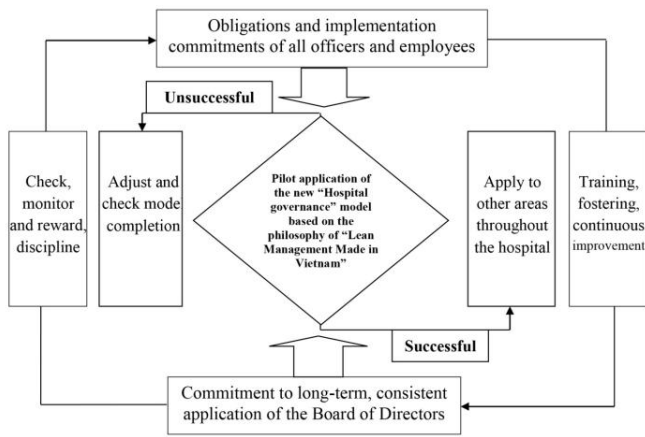 Obligations and implementation
commitments of all officers and employees
Unsuccessful
Check,
monitor
and reward,
discipline
Adjust and
check mode
completion
Pilot application of
the new “Hospital
governance” model
based on the
philosophy of “Lean
Management Made in
Vietnam”
Apply to
other areas
throughout
the hospital
Training,
fostering,
continuous
improvement
Successful
Commitment to long-term, consistent
application of the Board of Directors